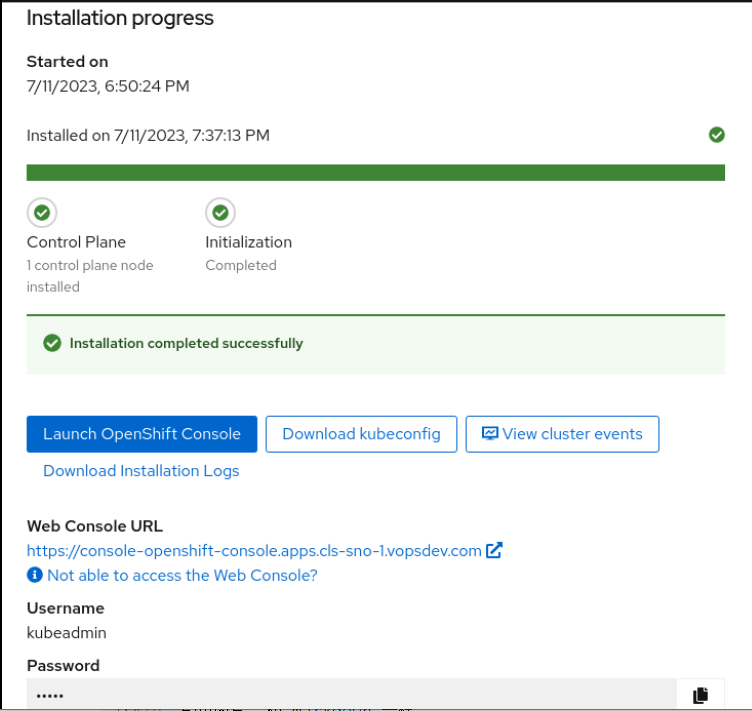 Installation progress
Started on
7/11/2023, 6:50:24 PM
Installed on 7/11/2023, 7:37:13 PM
Control Plane
1 control plane node
installed
Initialization
Completed
Installation completed successfully
Launch OpenShift Console
Download kubeconfig
View cluster events
Download Installation Logs
Web Console URL
https://console-openshift-console.apps.cls-sno-1.vopsdev.com
Not able to access the Web Console?
Username
kubeadmin
Password
•••••